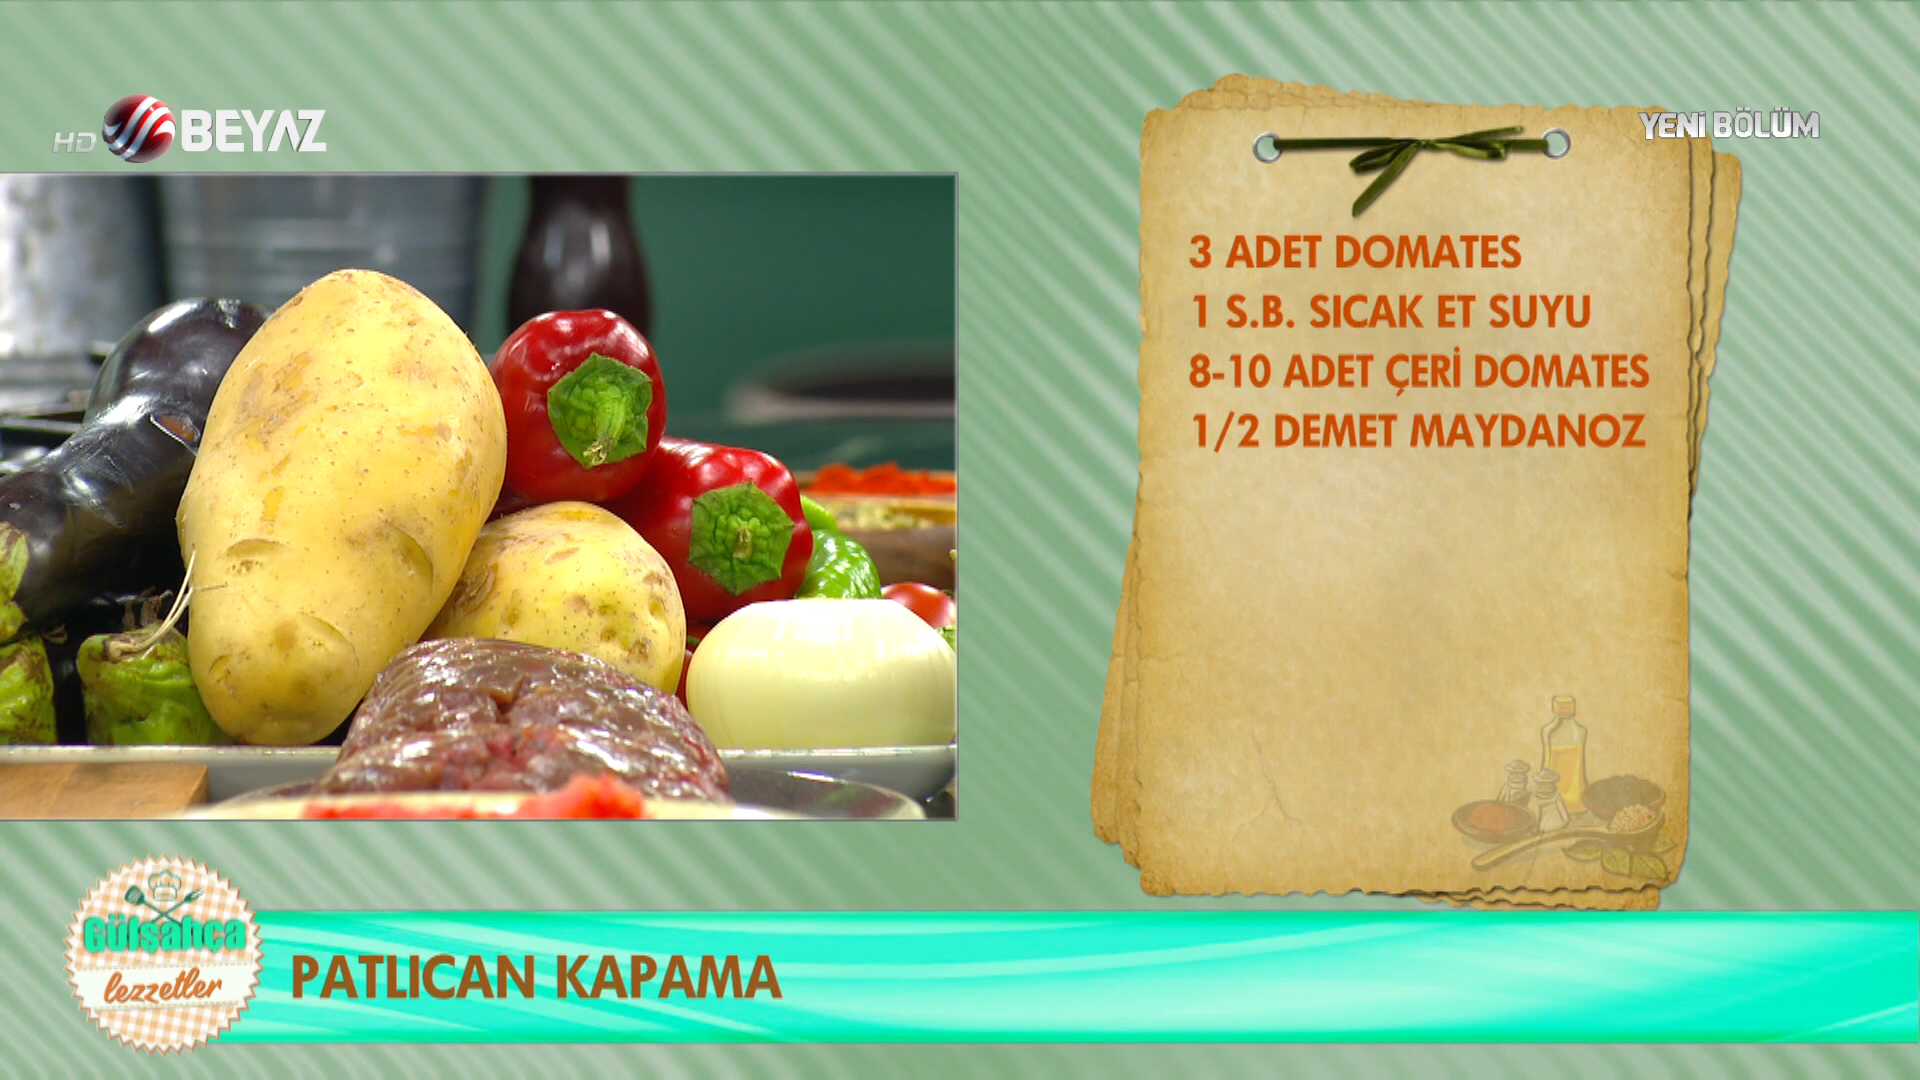 HD BEYAZ
YENİ BÖLÜM
3 ADET DOMATES
1 S.B. SICAK ET SUYU
8-10 ADET ÇERİ DOMATES
1/2 DEMET MAYDANOZ
Gülşahça
lezzetler
PATLICAN KAPAMA